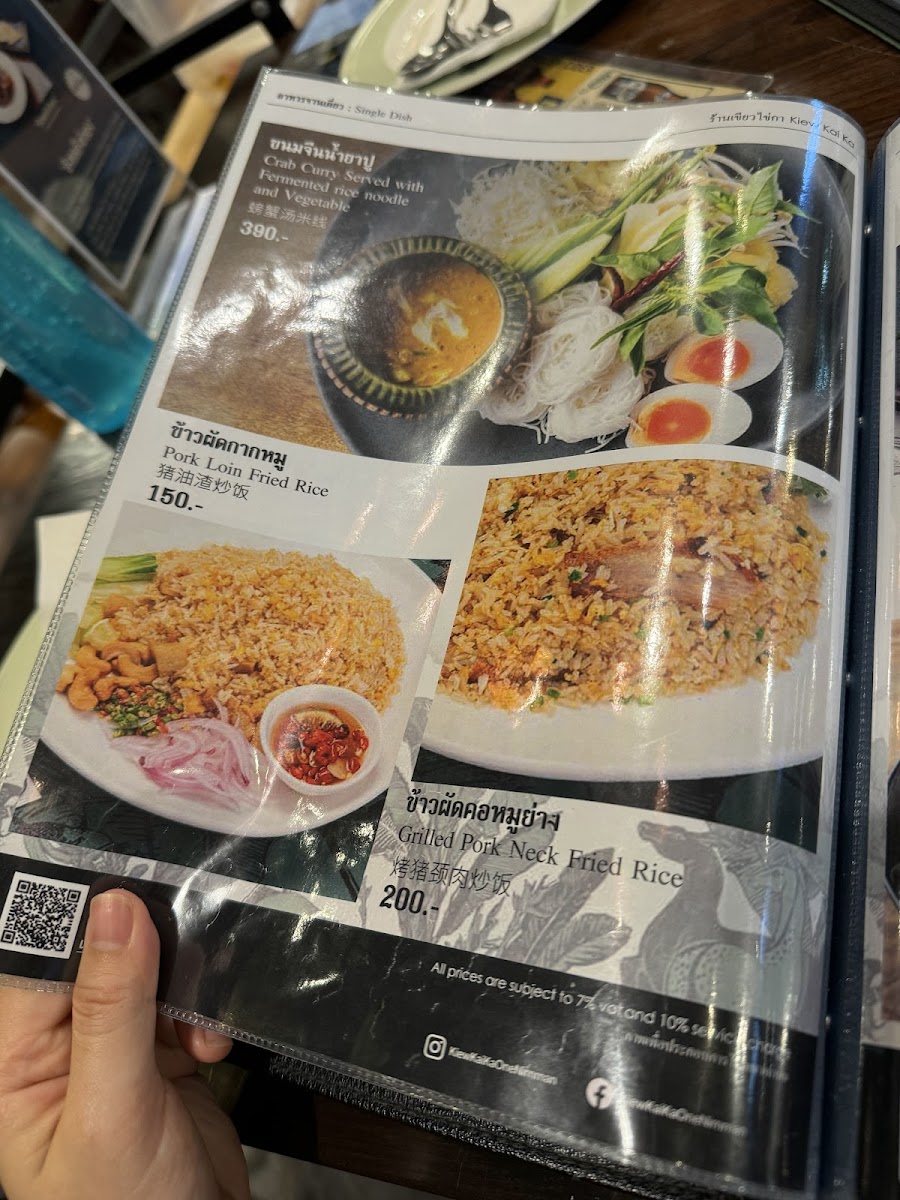 อาหารจานเดียว : Single Dish
ร้านเขียวไข่กา Kiew Kai Ka
ขนมจีนน้ำยาปู
Crab Curry Served with
Fermented rice noodle
and Vegetable
螃蟹汤米线
390.-
ข้าวผัดกากหมู
Pork Loin Fried Rice
猪油渣炒饭
150.-
ข้าวผัดคอหมูย่าง
Grilled Pork Neck Fried Rice
烤猪颈肉炒饭
200.-
All prices are subject to 7% vat and 10% service charge
KiewKaiKaOneNimman
KiewKaiKaOneNimman